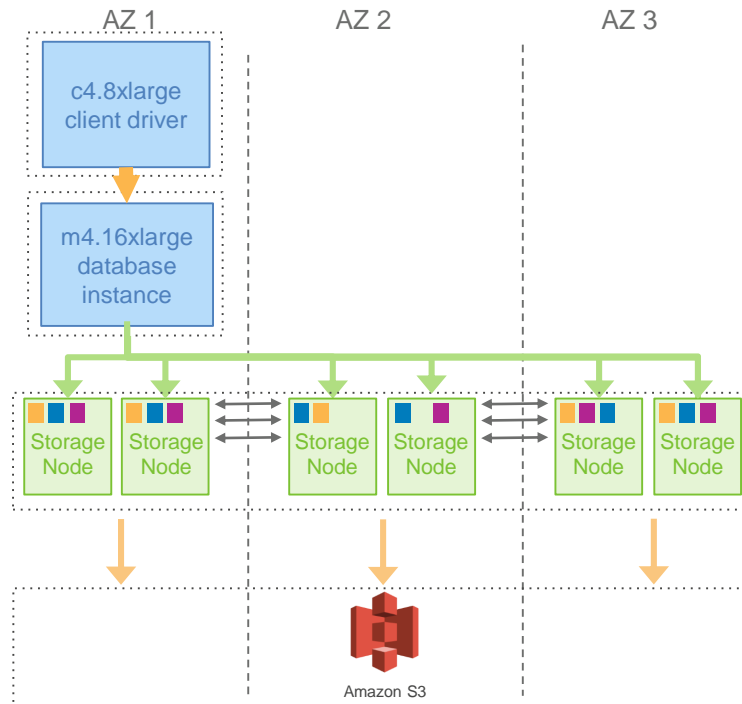 AZ 1
AZ 2
AZ 3
c4.8xlarge
client driver
m4.16xlarge
database
instance
Storage
Node
Storage
Node
Storage
Node
Storage
Node
Storage
Node
Storage
Node
Amazon S3